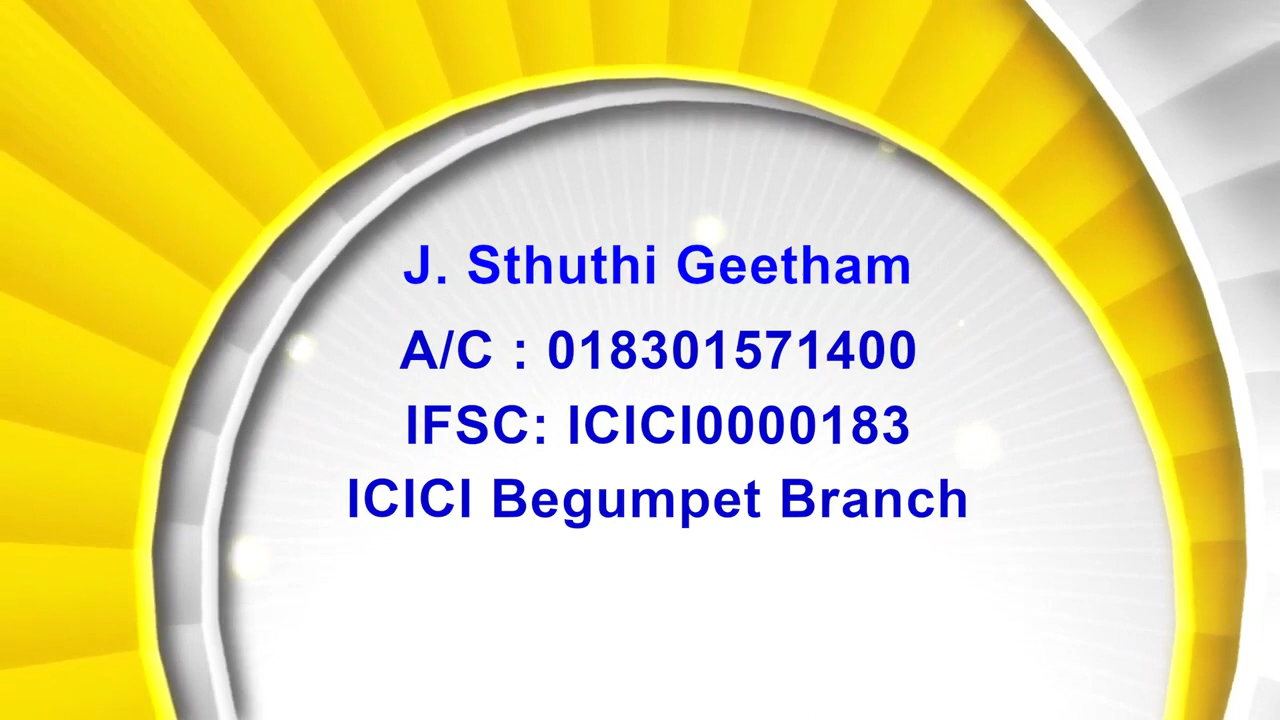 J. Sthuthi Geetham
A/C : 018301571400
IFSC: ICICI0000183
ICICI Begumpet Branch